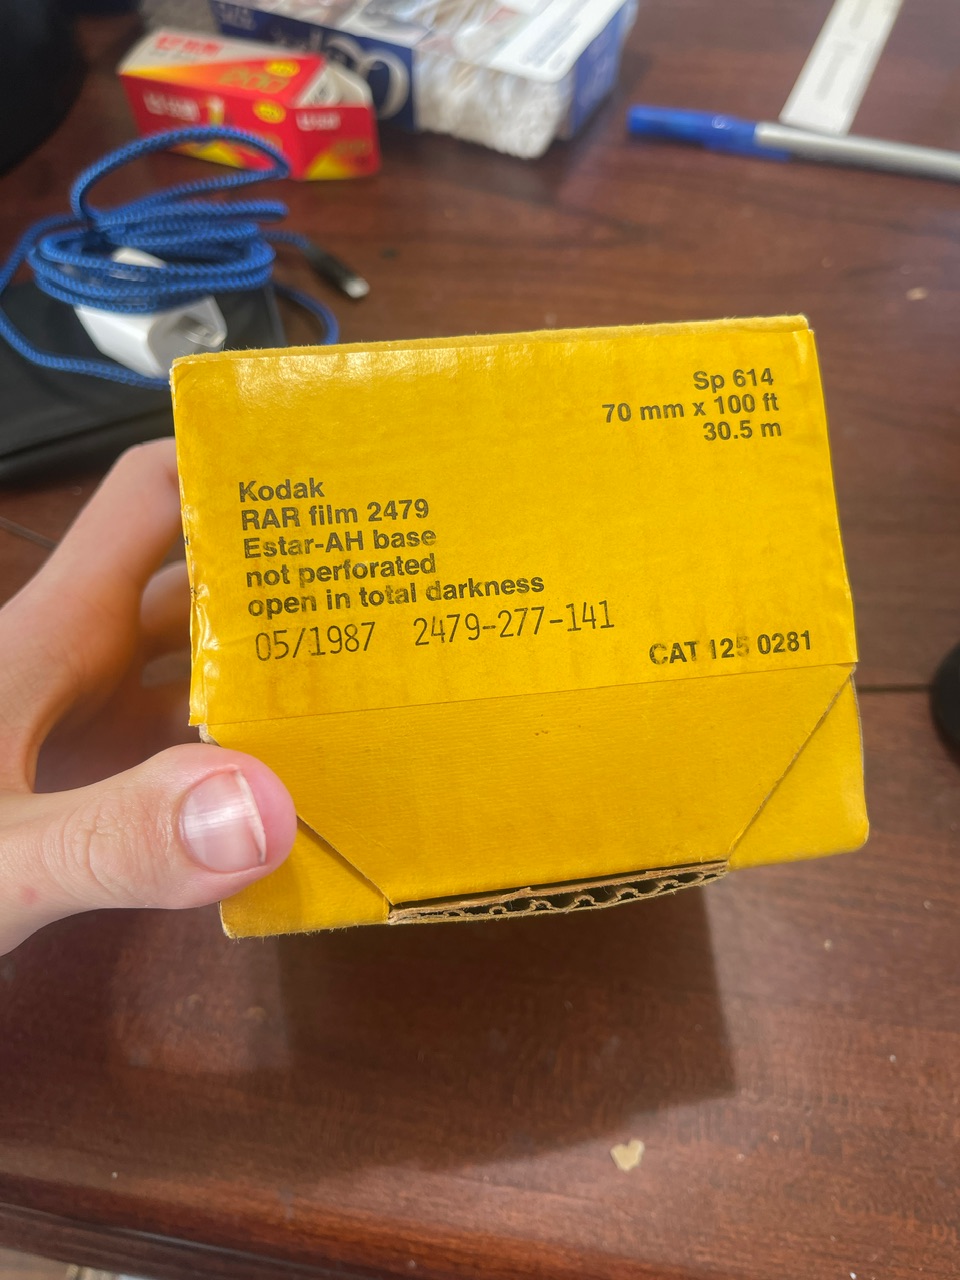 Sp 614
70 mm x 100 ft
30.5 m
Kodak
RAR film 2479
Estar-AH base
not perforated
open in total darkness
05/1987 2479-277-141
CAT 125 0281